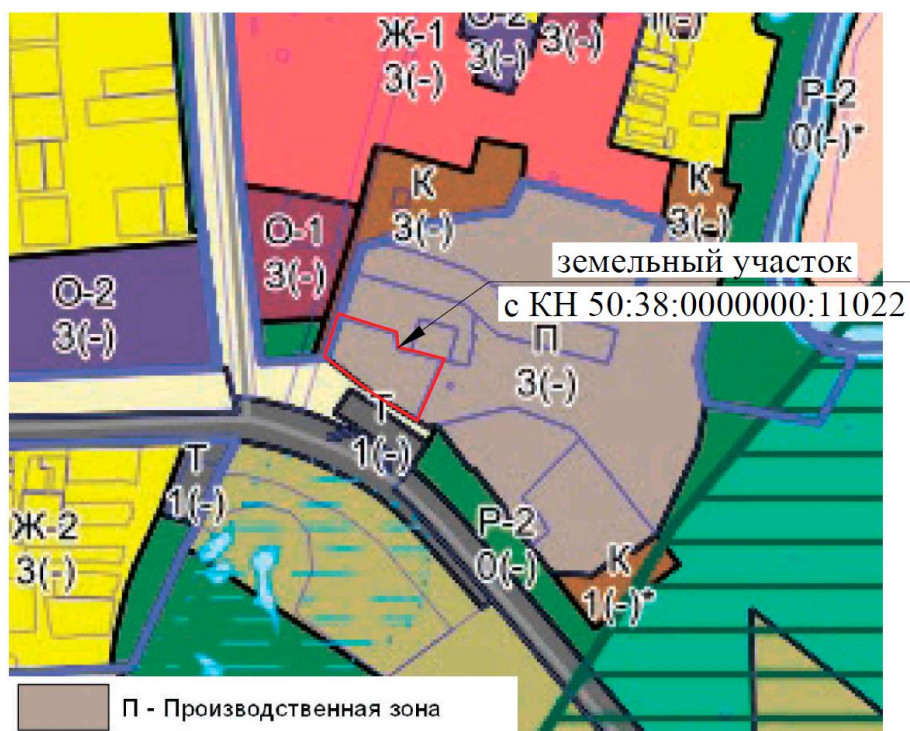 Ж-1
3(-)
О-2
3(-)
3(-)
1(-)
Р-2
0(-)*
К
3(-)
К
3(-)
О-1
3(-)
О-2
3(-)
земельный участок
с КН 50:38:0000000:11022
П
3(-)
Т
1(-)
Т
1(-)
Ж-2
3(-)
Р-2
0(-)
К
1(-)*
П - Производственная зона